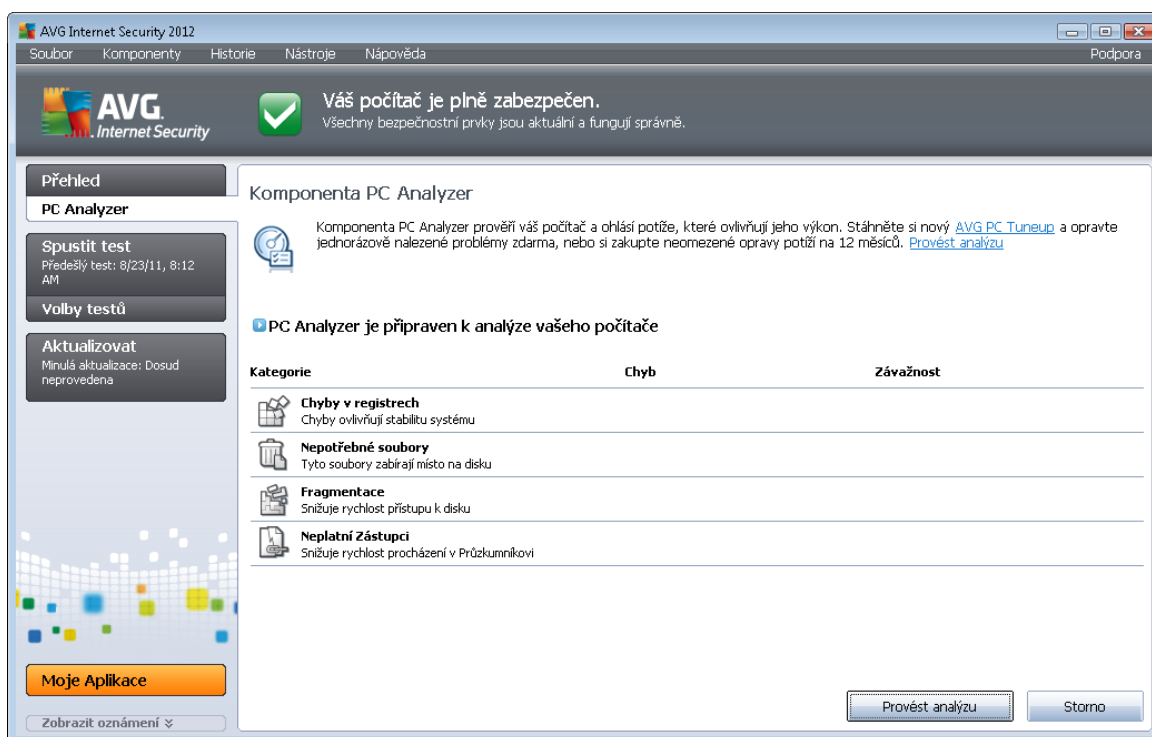 AVG Internet Security 2012
Soubor Komponenty Historie Nástroje Nápověda Podpora
AVG.
Internet Security
Váš počítač je plně zabezpečen.
Všechny bezpečnostní prvky jsou aktuální a fungují správně.
Přehled
PC Analyzer
Spustit test
Předešlý test: 8/23/11, 8:12
AM
Volby testů
Aktualizovat
Minulá aktualizace: Dosud
neprovedena
Moje Aplikace
Zobrazit oznámení
Komponenta PC Analyzer
Komponenta PC Analyzer prověří váš počítač a ohlásí potíže, které ovlivňují jeho výkon. Stáhněte si nový AVG PC Tuneup a opravte
jednorázově nalezené problémy zdarma, nebo si zakupte neomezené opravy potíží na 12 měsíců. Provést analýzu
PC Analyzer je připraven k analýze vašeho počítače
Kategorie Chyb Závažnost
Chyby v registrech
Chyby ovlivňují stabilitu systému
Nepotřebné soubory
Tyto soubory zabírají místo na disku
Fragmentace
Snižuje rychlost přístupu k disku
Neplatní Zástupci
Snižuje rychlost procházení v Průzkumníkovi
Provést analýzu Storno